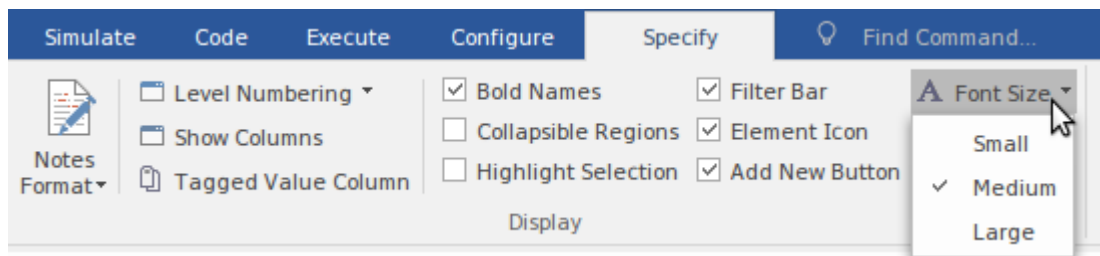 Simulate Code Execute Configure Specify Find Command...
Level Numbering Bold Names Filter Bar A Font Size
Show Columns Collapsible Regions Element Icon Small
Notes
Format Tagged Value Column Highlight Selection Add New Button Medium
Display Large